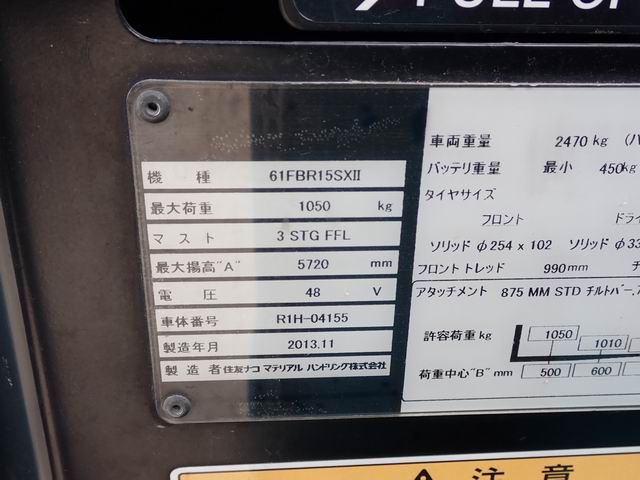 機種 61FBR15SXII
最大荷重 1050 kg
マスト 3 STG FFL
最大揚高"A" 5720 mm
電圧 48 V
車体番号 R1H-04155
製造年月 2013.11
製造者 住友ナコ マテリアル ハンドリング株式会社
車両重量 2470 kg
バッテリ重量 最小 450kg
タイヤサイズ
フロント ドライ
ソリッド φ254 x 102 ソリッド φ33
フロントトレッド 990mm
アタッチメント 875 MM STD チルトバー,
許容荷重 kg 1050 1010
荷重中心"B" mm 500 600
注意